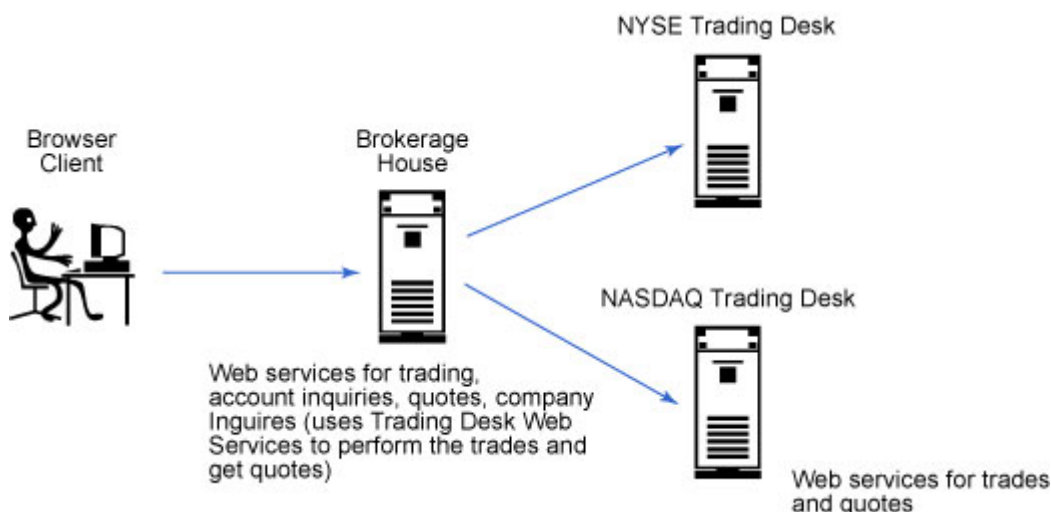 NYSE Trading Desk
Browser
Client
Brokerage
House
NASDAQ Trading Desk
Web services for trading,
account inquiries, quotes, company
Inguires (uses Trading Desk Web
Services to perform the trades and
get quotes)
Web services for trades
and quotes